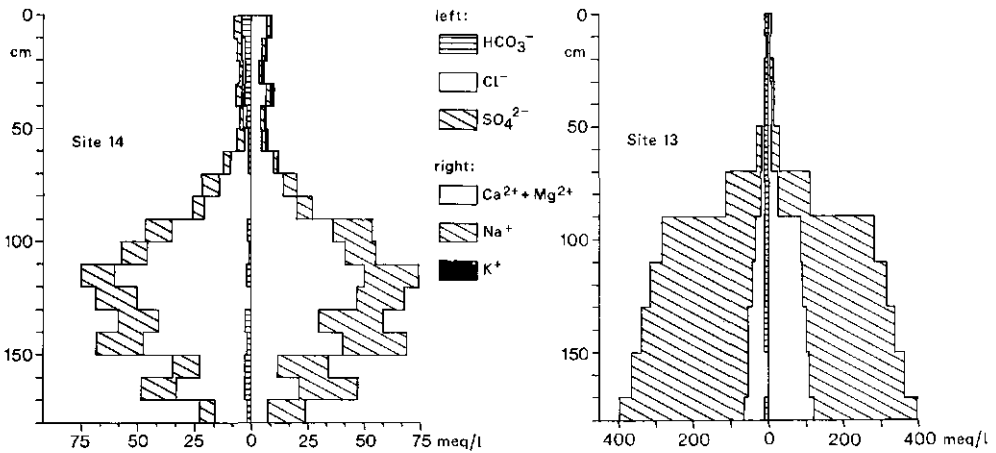 0
cm
50
100
150
Site 14
75 50 25 0 25 50 75 meq/l
left:
HCO₃⁻
Cl⁻
SO₄²⁻
right:
Ca²⁺ + Mg²⁺
Na⁺
K⁺
0
cm
50
100
150
Site 13
400 200 0 200 400 meq/l